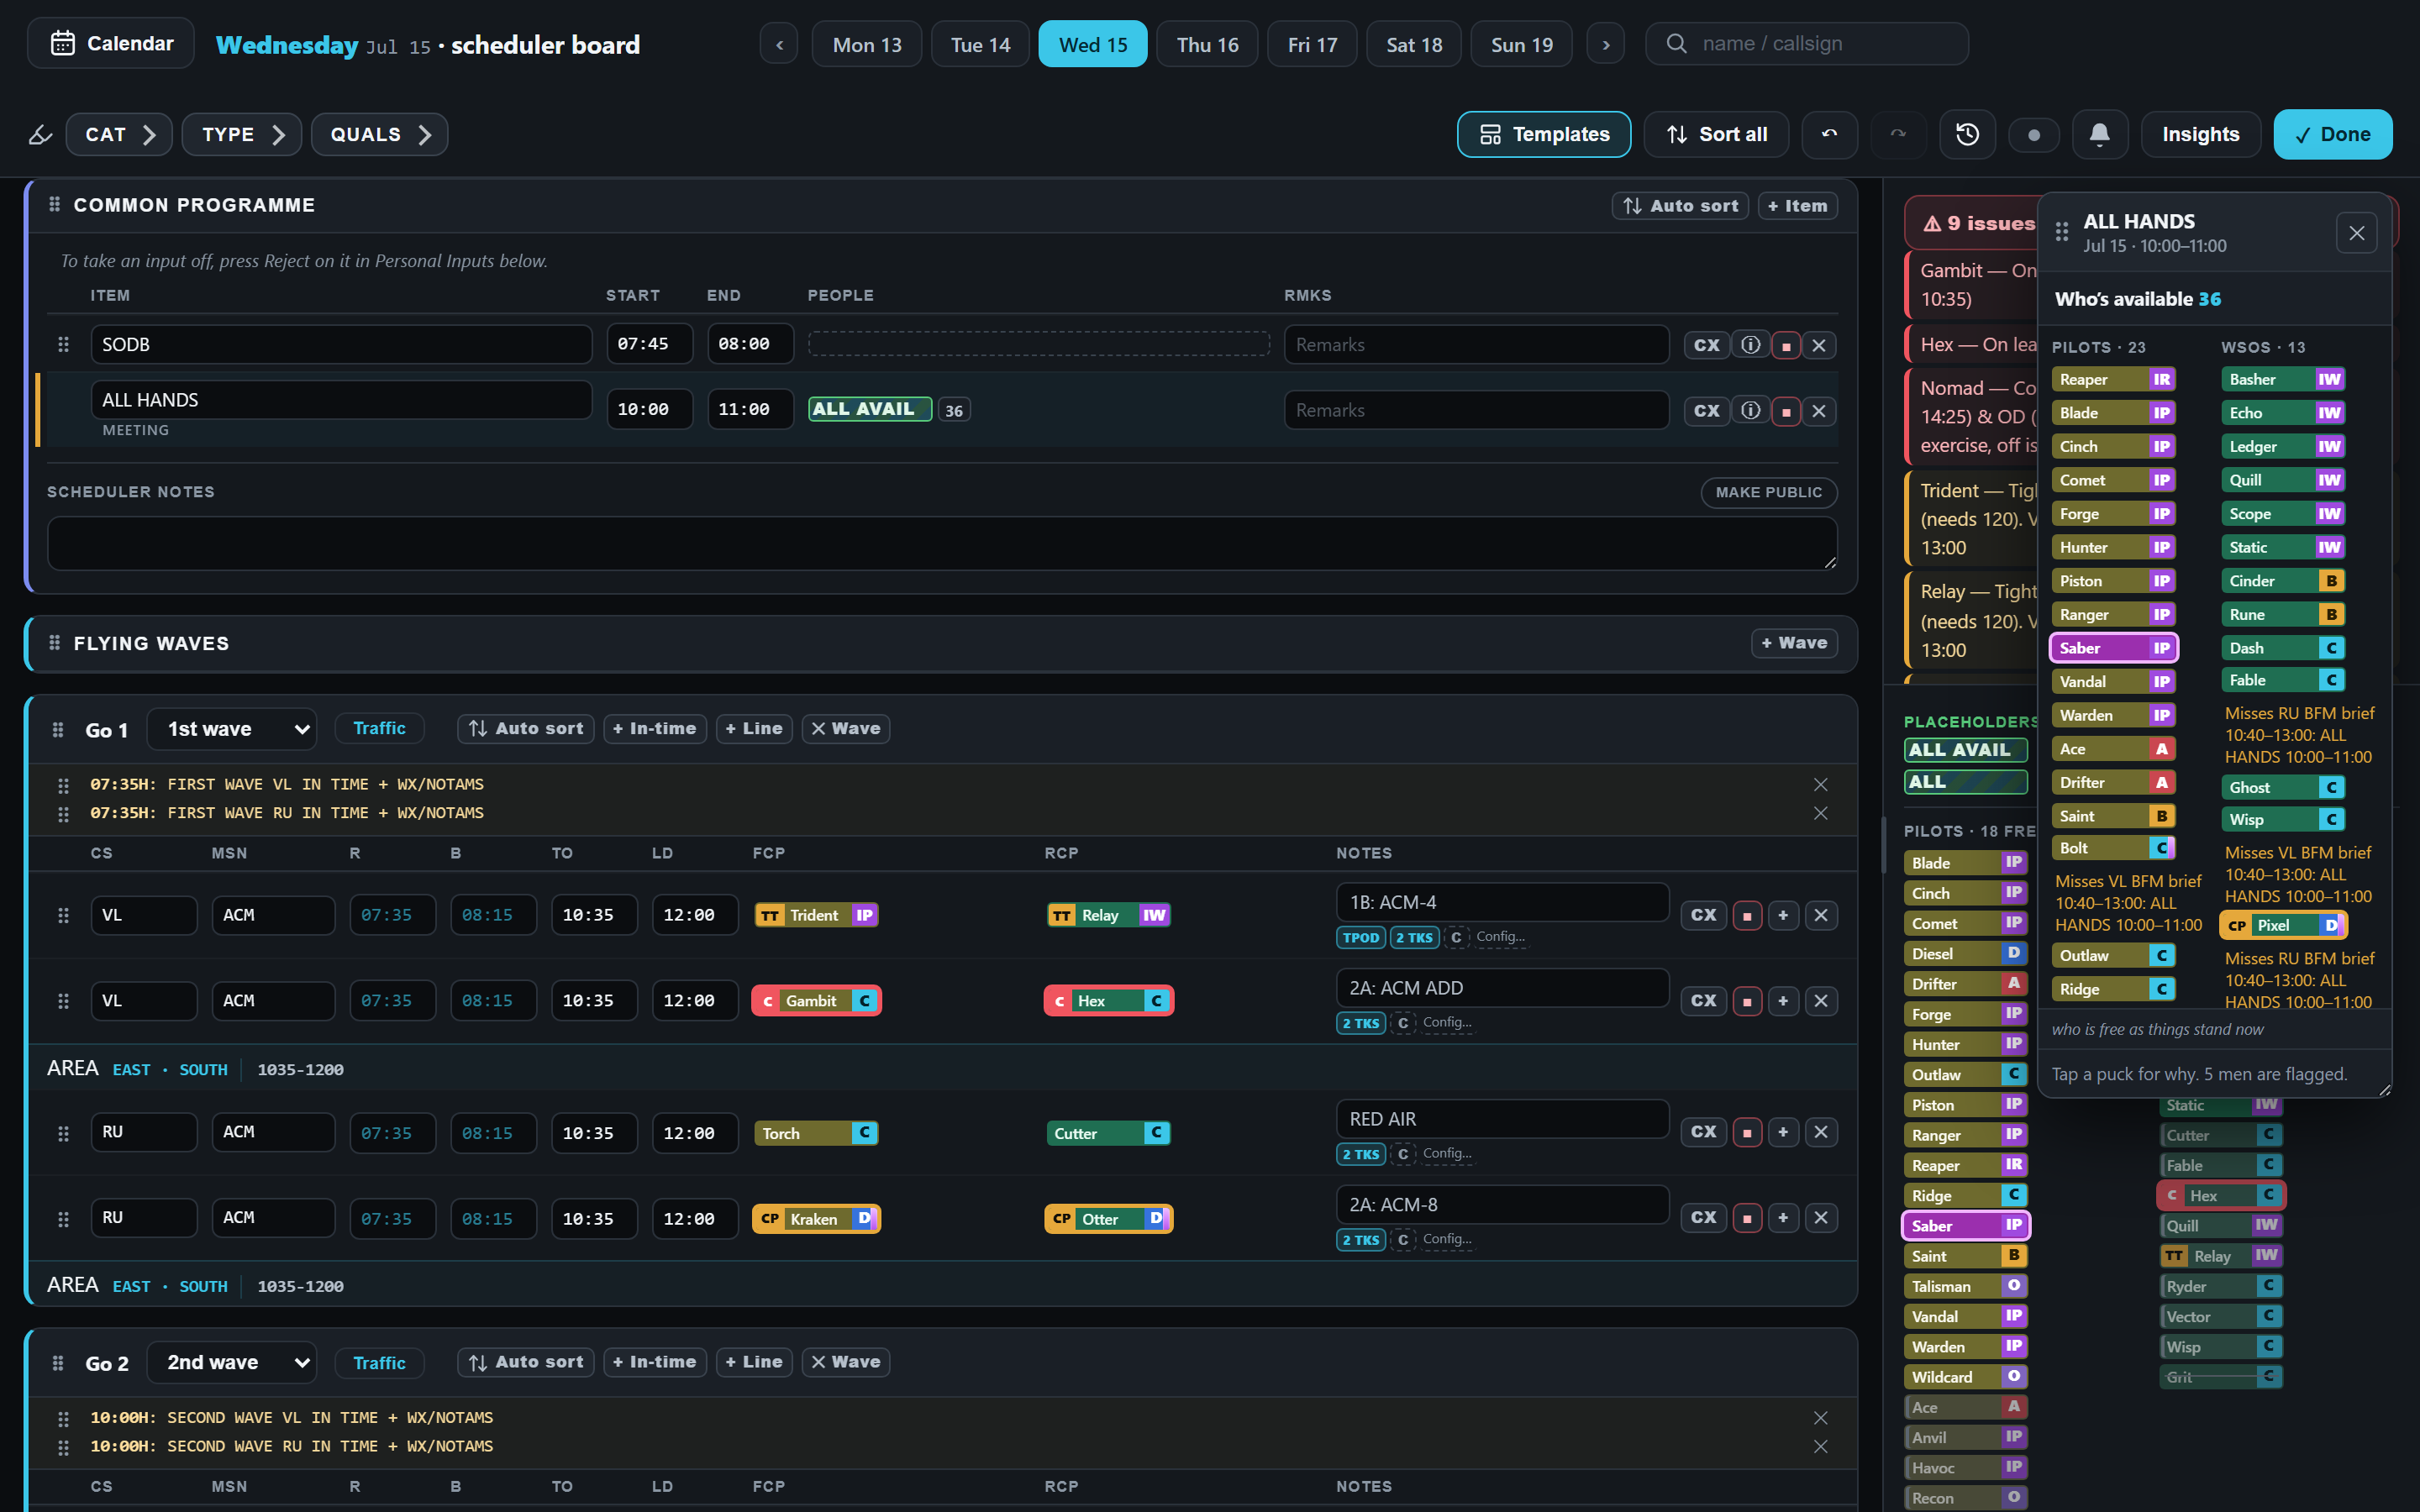 Calendar
Wednesday Jul 15 · scheduler board
‹ Mon 13 Tue 14 Wed 15 Thu 16 Fri 17 Sat 18 Sun 19 ›
name / callsign
CAT TYPE QUALS
Templates Sort all Insights ✓ Done
COMMON PROGRAMME
Auto sort + Item
To take an input off, press Reject on it in Personal Inputs below.
ITEM START END PEOPLE RMKS
SODB 07:45 08:00 Remarks CX
ALL HANDS 10:00 11:00 ALL AVAIL 36 Remarks CX
MEETING
SCHEDULER NOTES MAKE PUBLIC
FLYING WAVES + Wave
Go 1 1st wave Traffic Auto sort + In-time + Line × Wave
07:35H: FIRST WAVE VL IN TIME + WX/NOTAMS
07:35H: FIRST WAVE RU IN TIME + WX/NOTAMS
CS MSN R B TO LD FCP RCP NOTES
VL ACM 07:35 08:15 10:35 12:00 TT Trident IP TT Relay IW 1B: ACM-4 CX
TPOD 2 TKS C Config...
VL ACM 07:35 08:15 10:35 12:00 C Gambit C C Hex C 2A: ACM ADD CX
2 TKS C Config...
AREA EAST · SOUTH 1035-1200
RU ACM 07:35 08:15 10:35 12:00 Torch C Cutter C RED AIR CX
2 TKS C Config...
RU ACM 07:35 08:15 10:35 12:00 CP Kraken D CP Otter D 2A: ACM-8 CX
2 TKS C Config...
AREA EAST · SOUTH 1035-1200
Go 2 2nd wave Traffic Auto sort + In-time + Line × Wave
10:00H: SECOND WAVE VL IN TIME + WX/NOTAMS
10:00H: SECOND WAVE RU IN TIME + WX/NOTAMS
CS MSN R B TO LD FCP RCP NOTES
⚠ 9 issues
Gambit — On
10:35)
Hex — On lea
Nomad — Co
14:25) & OD (
exercise, off is
Trident — Tig
(needs 120). V
13:00
Relay — Tight
(needs 120). V
13:00
PLACEHOLDERS
ALL AVAIL
ALL
PILOTS · 18 FRE
Blade IP
Cinch IP
Comet IP
Diesel D
Drifter A
Forge IP
Hunter IP
Outlaw C
Piston IP
Ranger IP
Reaper IR
Ridge C
Saber IP
Saint B
Talisman O
Vandal IP
Warden IP
Wildcard O
Ace A
Anvil IP
Havoc IP
Recon O
Static IW
Cutter C
Fable C
C Hex C
Quill IW
TT Relay IW
Ryder C
Vector C
Wisp C
Grit C
ALL HANDS
Jul 15 · 10:00–11:00
Who's available 36
PILOTS · 23
Reaper IR
Blade IP
Cinch IP
Comet IP
Forge IP
Hunter IP
Piston IP
Ranger IP
Saber IP
Vandal IP
Warden IP
Ace A
Drifter A
Saint B
Bolt C
Misses VL BFM brief
10:40–13:00: ALL
HANDS 10:00–11:00
Outlaw C
Ridge C
WSOS · 13
Basher IW
Echo IW
Ledger IW
Quill IW
Scope IW
Static IW
Cinder B
Rune B
Dash C
Fable C
Misses RU BFM brief
10:40–13:00: ALL
HANDS 10:00–11:00
Ghost C
Wisp C
Misses VL BFM brief
10:40–13:00: ALL
HANDS 10:00–11:00
CP Pixel D
Misses RU BFM brief
10:40–13:00: ALL
HANDS 10:00–11:00
who is free as things stand now
Tap a puck for why. 5 men are flagged.